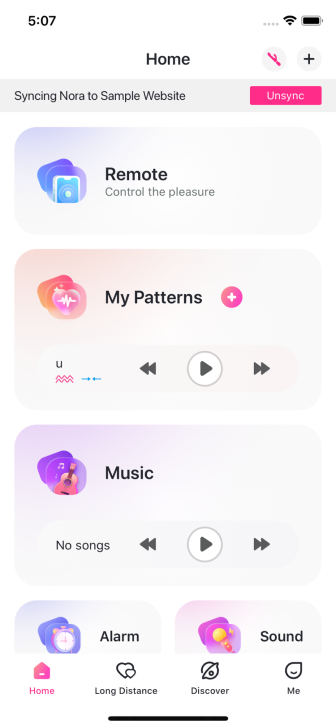 5:07
Home
Syncing Nora to Sample Website
Unsync
Remote
Control the pleasure
My Patterns
u
Music
No songs
Alarm
Sound
Home
Long Distance
Discover
Me